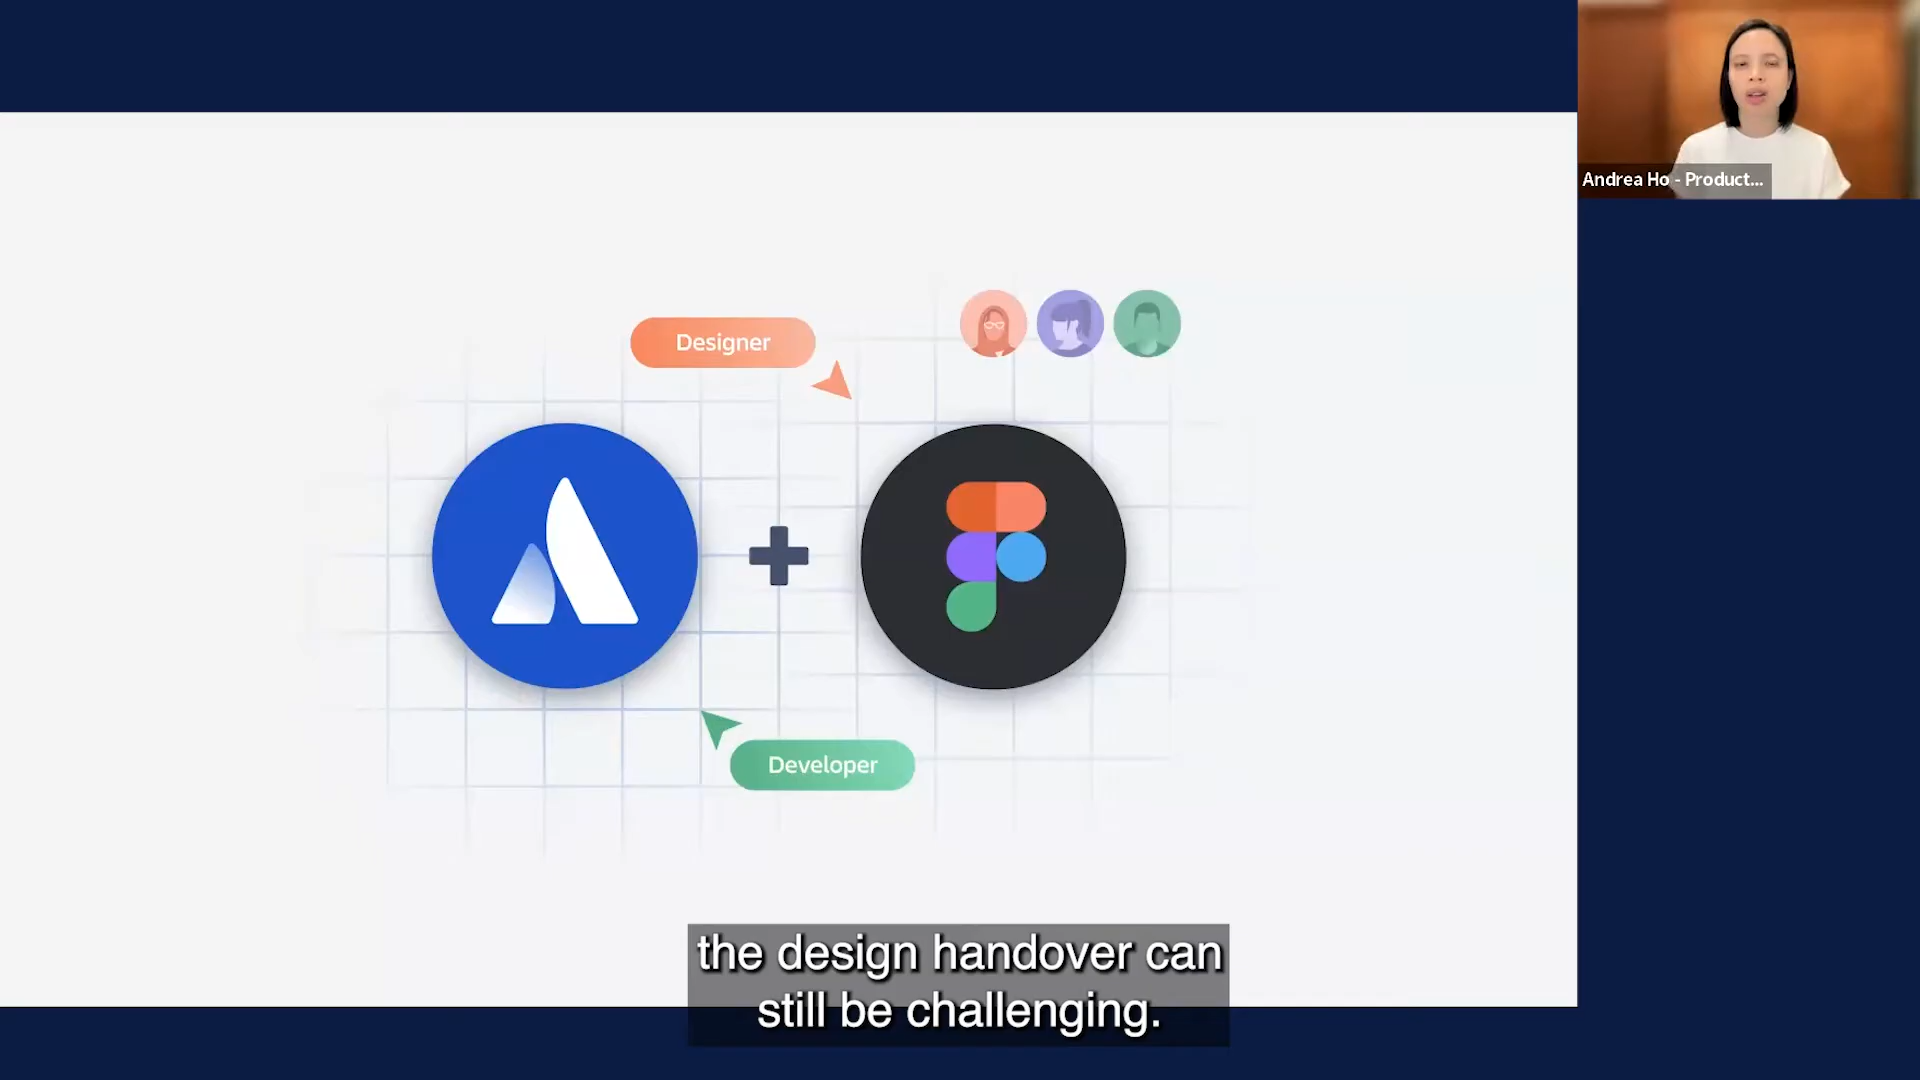 Andrea Ho - Product...
Designer
Developer
the design handover can
still be challenging.